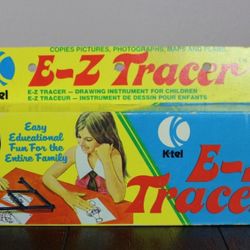 COPIES PICTURES, PHOTOGRAPHS, MAPS AND PLANS
E-Z Tracer
K-tel
E-Z TRACER — DRAWING INSTRUMENT FOR CHILDREN
E-Z TRACEUR — INSTRUMENT DE DESSIN POUR ENFANTS
Easy
Educational
Fun For the
Entire Family
K-tel
E-
Tracer